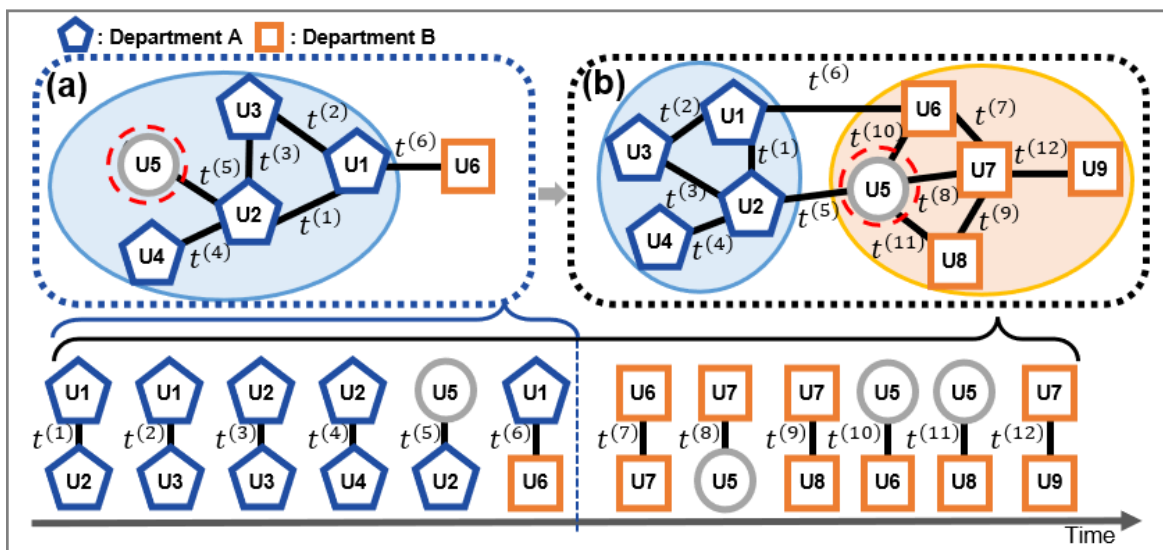 : Department A : Department B
(a)
U3
t^(2)
U5
t^(5)
t^(3)
U1
t^(6)
U6
U2
t^(1)
U4
t^(4)
(b)
t^(6)
U1
U6
t^(2)
t^(7)
U3
t^(1)
t^(10)
U7
t^(12)
U9
t^(3)
U2
U5
t^(8)
t^(5)
t^(9)
U4
t^(4)
t^(11)
U8
U1 U1 U2 U2 U5 U1 U6 U7 U7 U5 U5 U7
t^(1) t^(2) t^(3) t^(4) t^(5) t^(6) t^(7) t^(8) t^(9) t^(10) t^(11) t^(12)
U2 U3 U3 U4 U2 U6 U7 U5 U8 U6 U8 U9
Time